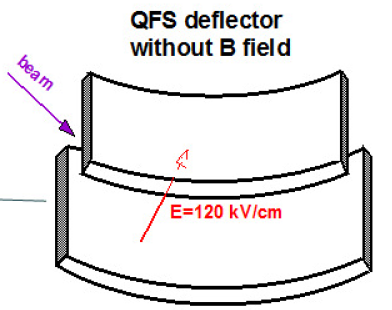 QFS deflector
without B field
beam
E=120 kV/cm